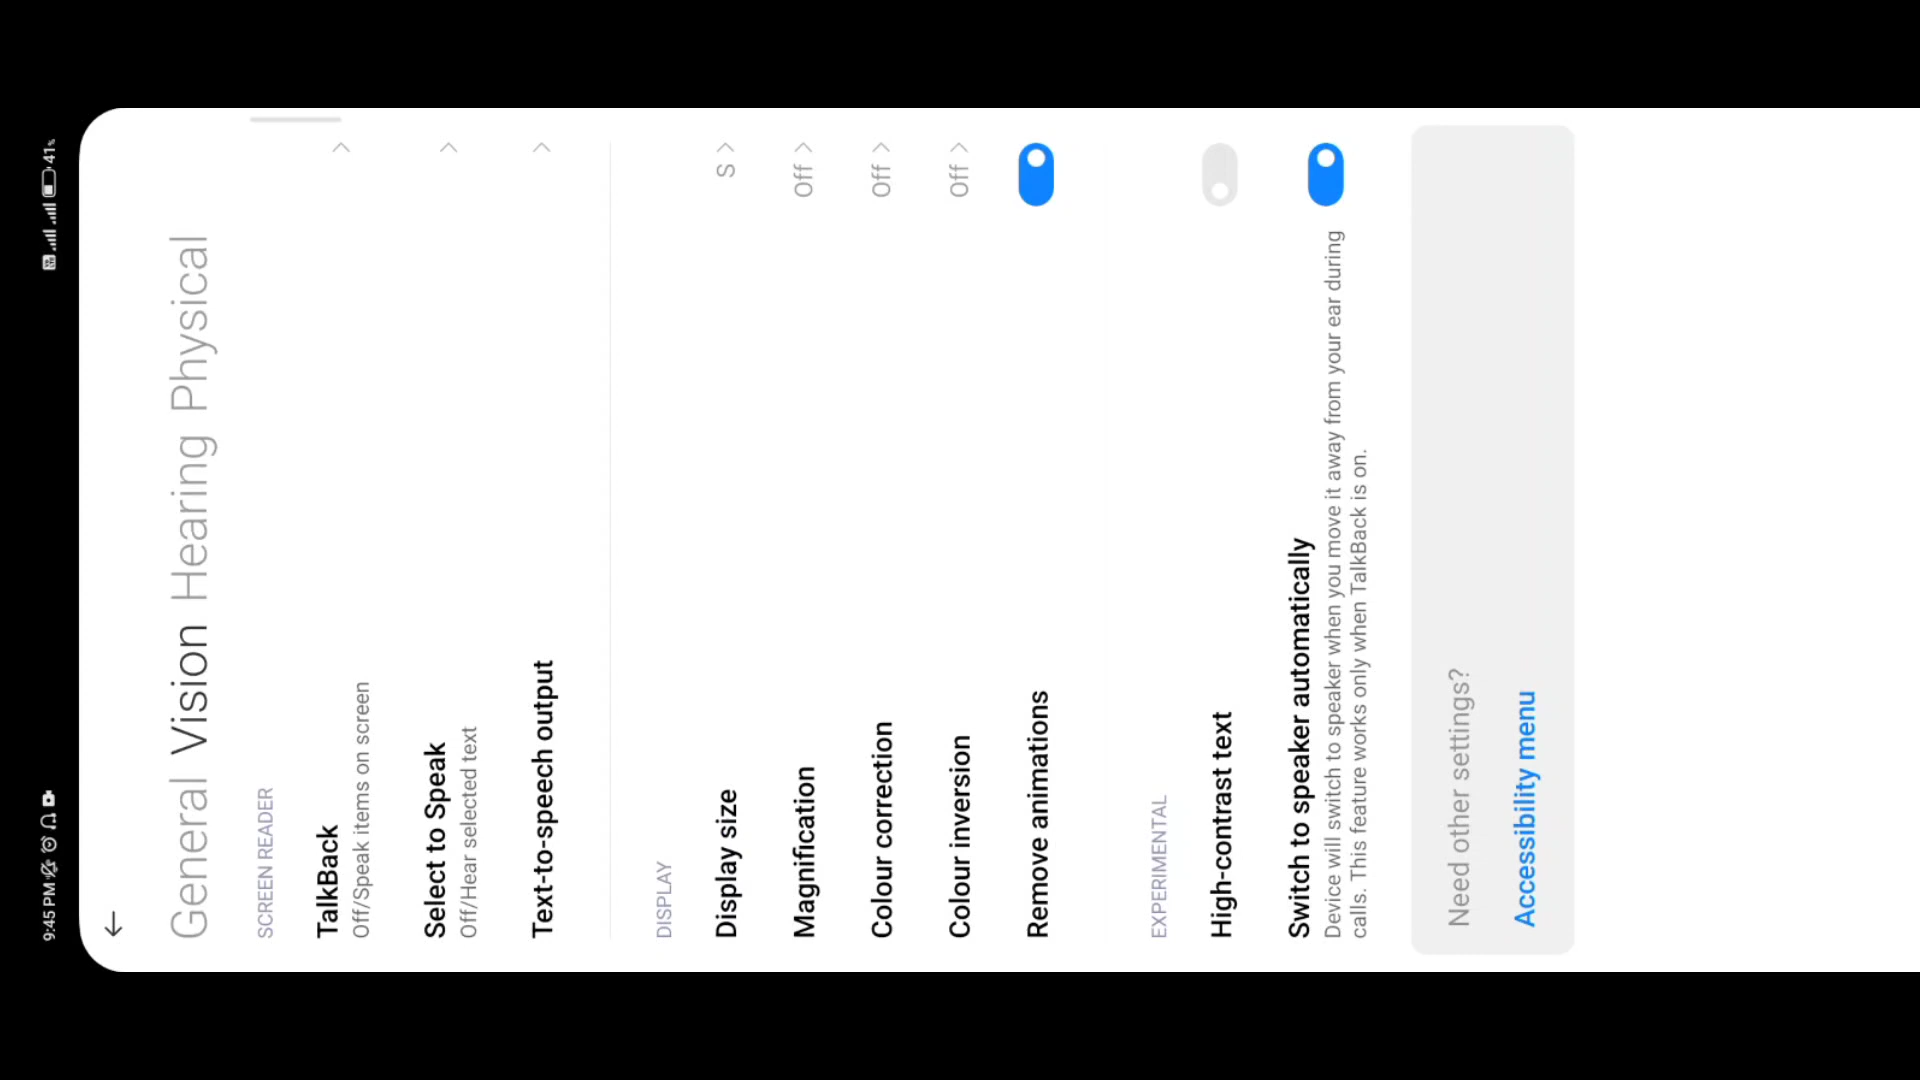 9:45 PM 41%
General Vision Hearing Physical
SCREEN READER
TalkBack
Off/Speak items on screen
Select to Speak
Off/Hear selected text
Text-to-speech output
DISPLAY
Display size S
Magnification Off
Colour correction Off
Colour inversion Off
Remove animations
EXPERIMENTAL
High-contrast text
Switch to speaker automatically
Device will switch to speaker when you move it away from your ear during
calls. This feature works only when TalkBack is on.
Need other settings?
Accessibility menu